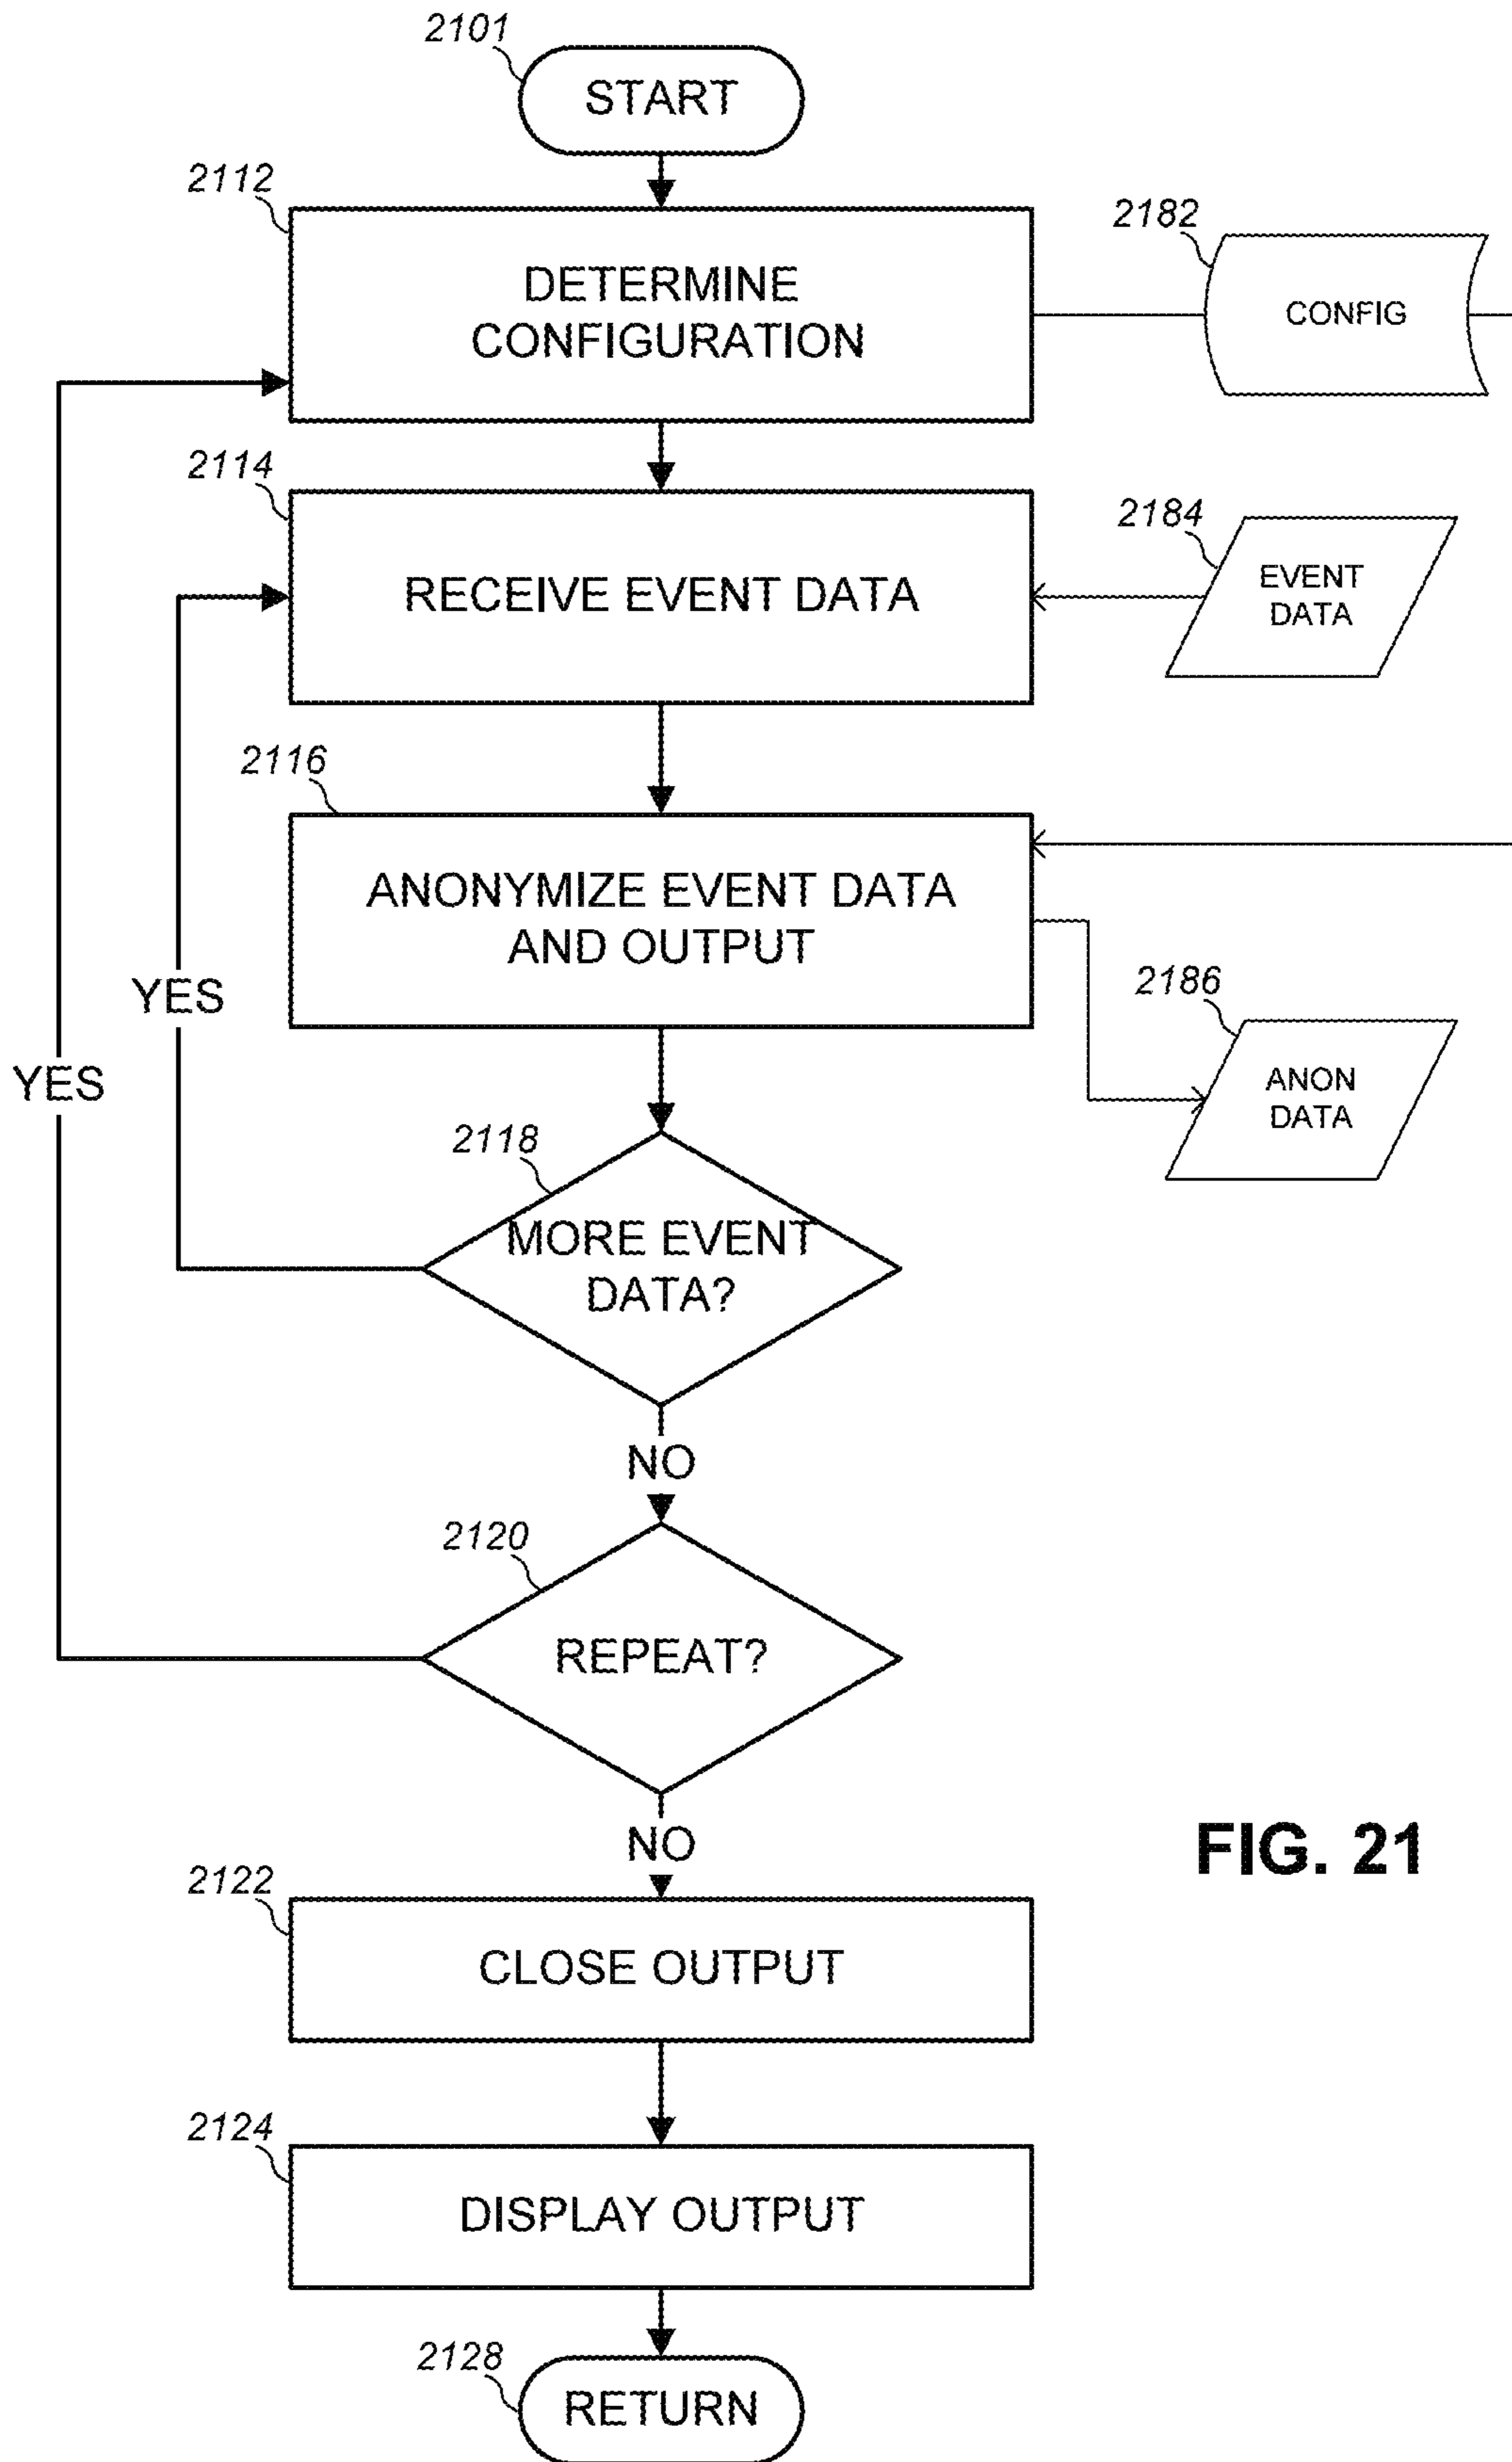 2101
START
2112
DETERMINE
CONFIGURATION
2182
CONFIG
2114
RECEIVE EVENT DATA
2184
EVENT
DATA
2116
ANONYMIZE EVENT DATA
AND OUTPUT
YES
2186
ANON
DATA
YES
2118
MORE EVENT
DATA?
NO
2120
REPEAT?
NO
FIG. 21
2122
CLOSE OUTPUT
2124
DISPLAY OUTPUT
2128
RETURN